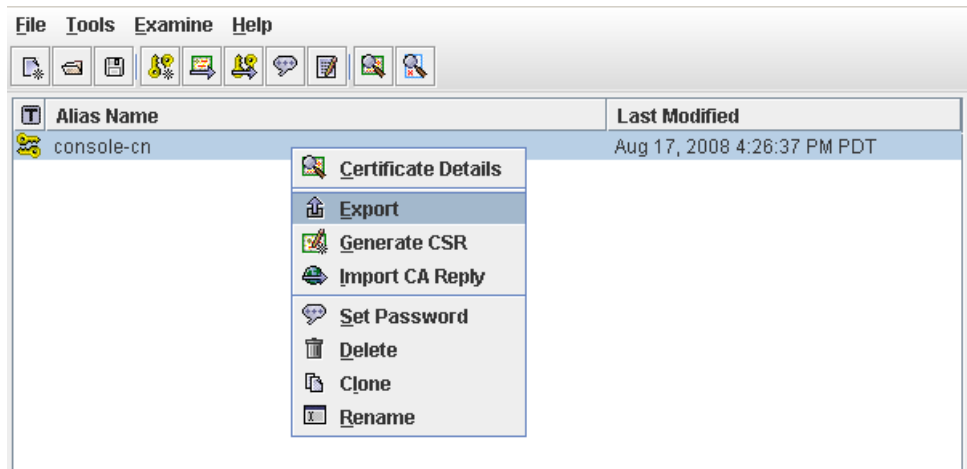 File Tools Examine Help
T Alias Name Last Modified
console-cn Aug 17, 2008 4:26:37 PM PDT
Certificate Details
Export
Generate CSR
Import CA Reply
Set Password
Delete
Clone
Rename